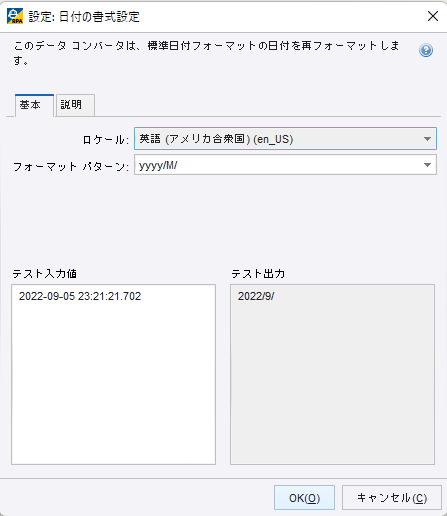 RPA 設定: 日付の書式設定
このデータ コンバータは、標準日付フォーマットの日付を再フォーマットしま
す。
基本 説明
ロケール: 英語 (アメリカ合衆国) (en_US)
フォーマット パターン: yyyy/M/
テスト入力値 テスト出力
2022-09-05 23:21:21.702 2022/9/
OK(O) キャンセル(C)